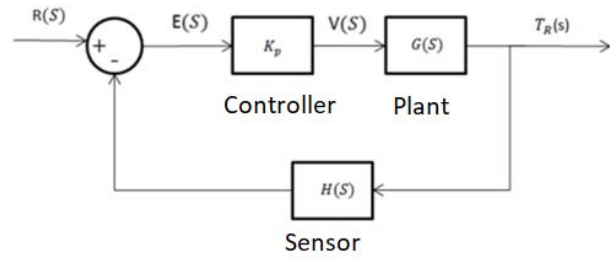 R(S)
+
-
E(S)
K_p
V(S)
G(S)
T_R(s)
Controller
Plant
H(S)
Sensor